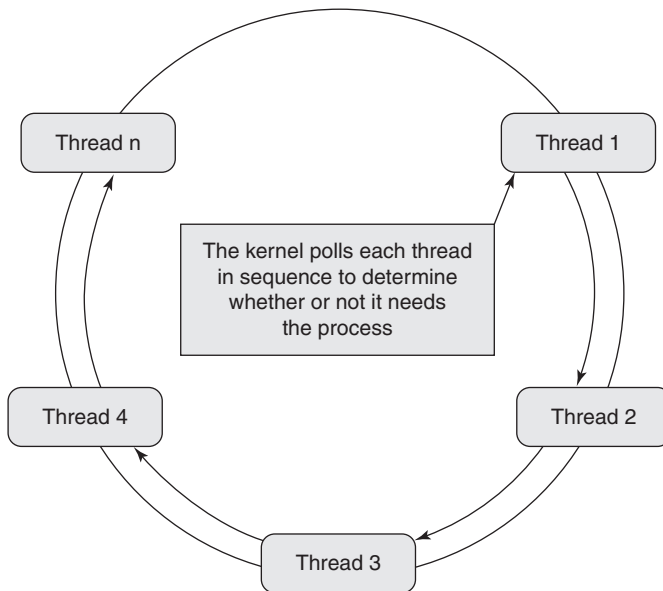 Thread n
Thread 1
The kernel polls each thread
in sequence to determine
whether or not it needs
the process
Thread 4
Thread 2
Thread 3